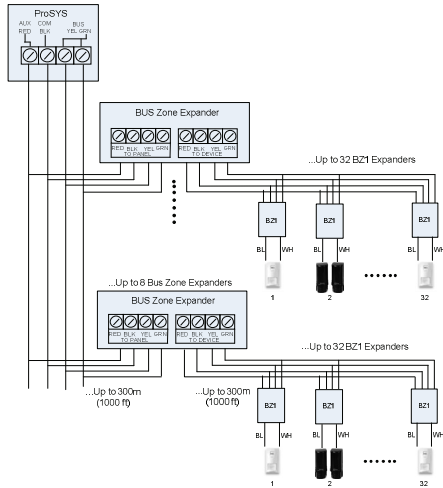 ProSYS
AUX COM BUS
RED BLK YEL GRN
BUS Zone Expander
RED BLK YEL GRN RED BLK YEL GRN
TO PANEL TO DEVICE
...Up to 32 BZ1 Expanders
BZ1 BZ1 BZ1
BL WH BL WH BL WH
1 2 32
...Up to 8 Bus Zone Expanders
BUS Zone Expander
RED BLK YEL GRN RED BLK YEL GRN
TO PANEL TO DEVICE
...Up to 32 BZ1 Expanders
...Up to 300m
(1000 ft)
...Up to 300m
(1000 ft)
BZ1 BZ1 BZ1
BL WH BL WH BL WH
1 2 32